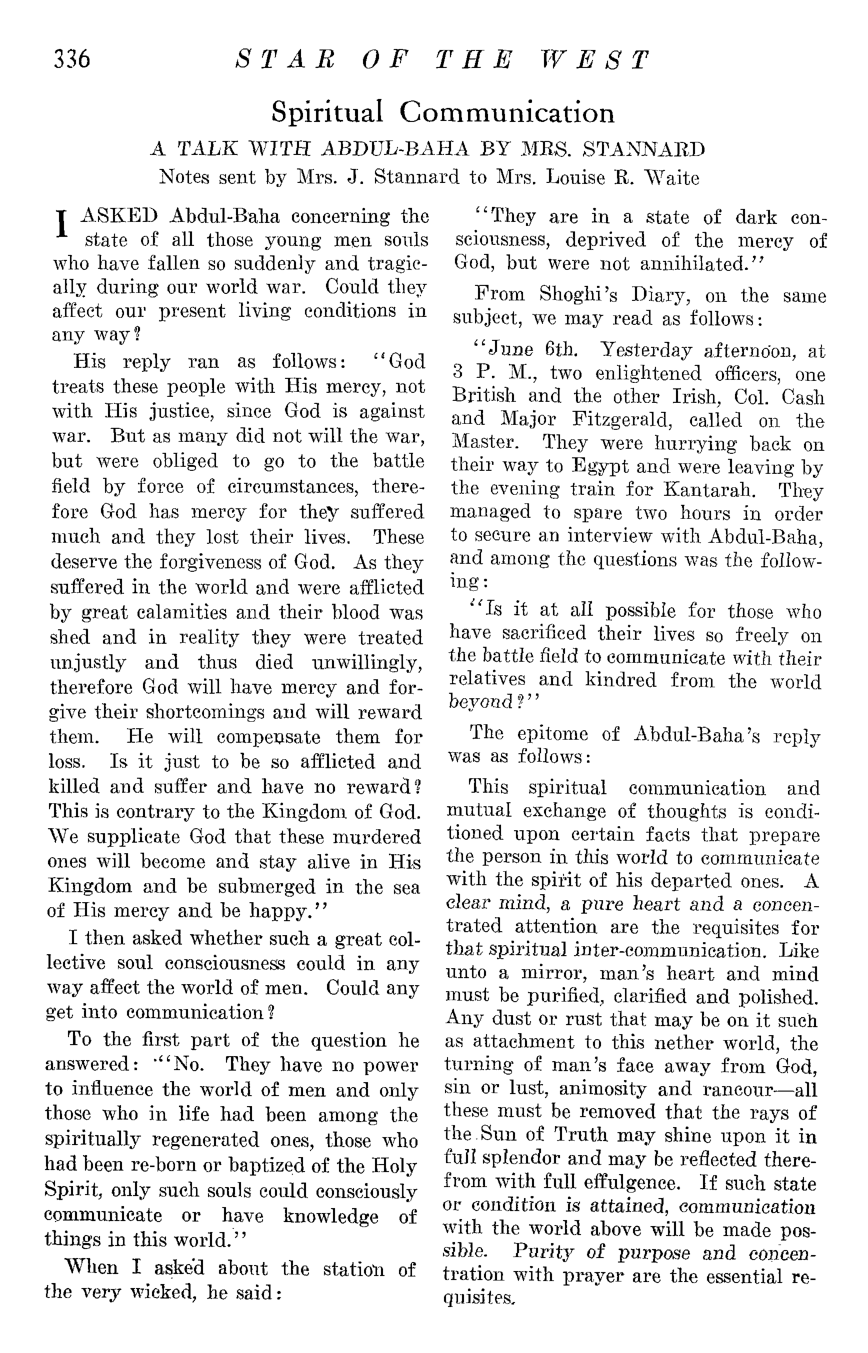 336 STAR OF THE WEST
Spiritual Communication
A TALK WITH ABDUL-BAHA BY MRS. STANNARD
Notes sent by Mrs. J. Stannard to Mrs. Louise R. Waite
I ASKED Abdul-Baha concerning the
state of all those young men souls
who have fallen so suddenly and tragic-
ally during our world war. Could they
affect our present living conditions in
any way?
His reply ran as follows: "God
treats these people with His mercy, not
with His justice, since God is against
war. But as many did not will the war,
but were obliged to go to the battle
field by force of circumstances, there-
fore God has mercy for they suffered
much and they lost their lives. These
deserve the forgiveness of God. As they
suffered in the world and were afflicted
by great calamities and their blood was
shed and in reality they were treated
unjustly and thus died unwillingly,
therefore God will have mercy and for-
give their shortcomings and will reward
them. He will compensate them for
loss. Is it just to be so afflicted and
killed and suffer and have no reward?
This is contrary to the Kingdom of God.
We supplicate God that these murdered
ones will become and stay alive in His
Kingdom and be submerged in the sea
of His mercy and be happy."
I then asked whether such a great col-
lective soul consciousness could in any
way affect the world of men. Could any
get into communication?
To the first part of the question he
answered: "No. They have no power
to influence the world of men and only
those who in life had been among the
spiritually regenerated ones, those who
had been re-born or baptized of the Holy
Spirit, only such souls could consciously
communicate or have knowledge of
things in this world."
When I asked about the station of
the very wicked, he said:
"They are in a state of dark con-
sciousness, deprived of the mercy of
God, but were not annihilated."
From Shoghi's Diary, on the same
subject, we may read as follows:
"June 6th. Yesterday afternoon, at
3 P. M., two enlightened officers, one
British and the other Irish, Col. Cash
and Major Fitzgerald, called on the
Master. They were hurrying back on
their way to Egypt and were leaving by
the evening train for Kantarah. They
managed to spare two hours in order
to secure an interview with Abdul-Baha,
and among the questions was the follow-
ing:
"Is it at all possible for those who
have sacrificed their lives so freely on
the battle field to communicate with their
relatives and kindred from the world
beyond?"
The epitome of Abdul-Baha's reply
was as follows:
This spiritual communication and
mutual exchange of thoughts is condi-
tioned upon certain facts that prepare
the person in this world to communicate
with the spirit of his departed ones. A
clear mind, a pure heart and a concen-
trated attention are the requisites for
that spiritual inter-communication. Like
unto a mirror, man's heart and mind
must be purified, clarified and polished.
Any dust or rust that may be on it such
as attachment to this nether world, the
turning of man's face away from God,
sin or lust, animosity and rancour—all
these must be removed that the rays of
the Sun of Truth may shine upon it in
full splendor and may be reflected there-
from with full effulgence. If such state
or condition is attained, communication
with the world above will be made pos-
sible. Purity of purpose and concen-
tration with prayer are the essential re-
quisites.